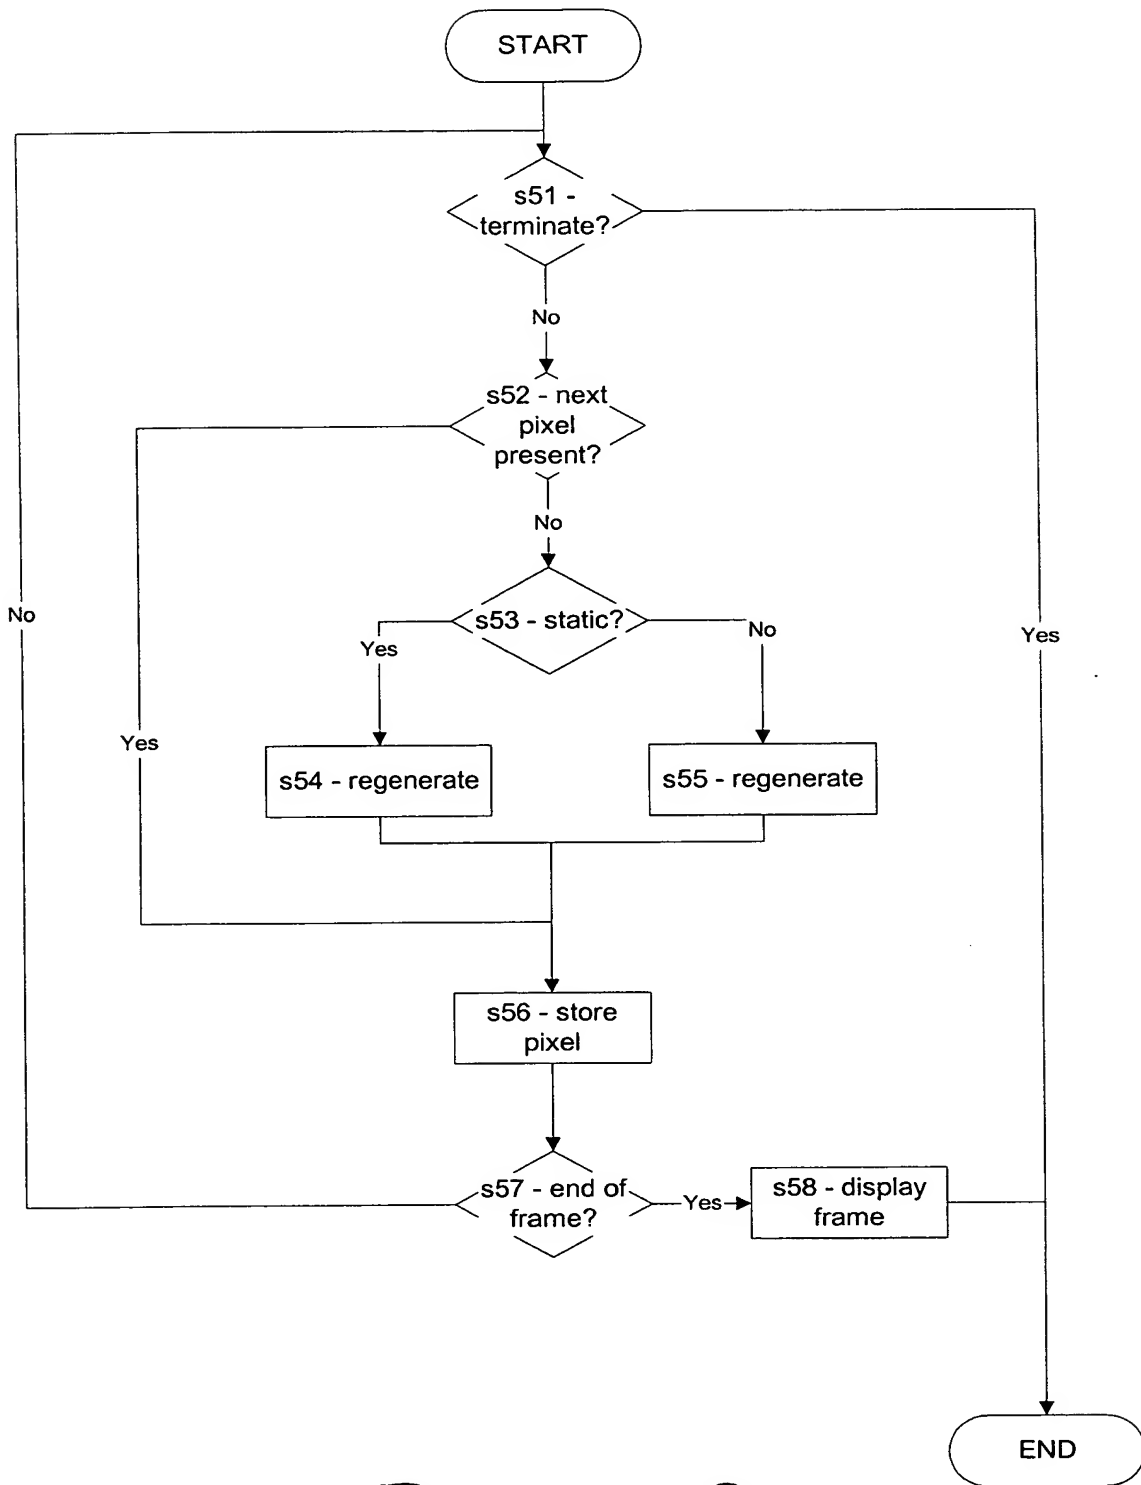 START
s51 -
terminate?
No
s52 - next
pixel
present?
No
s53 - static?
Yes
No
No
Yes
Yes
s54 - regenerate
s55 - regenerate
s56 - store
pixel
s57 - end of
frame?
Yes
s58 - display
frame
END